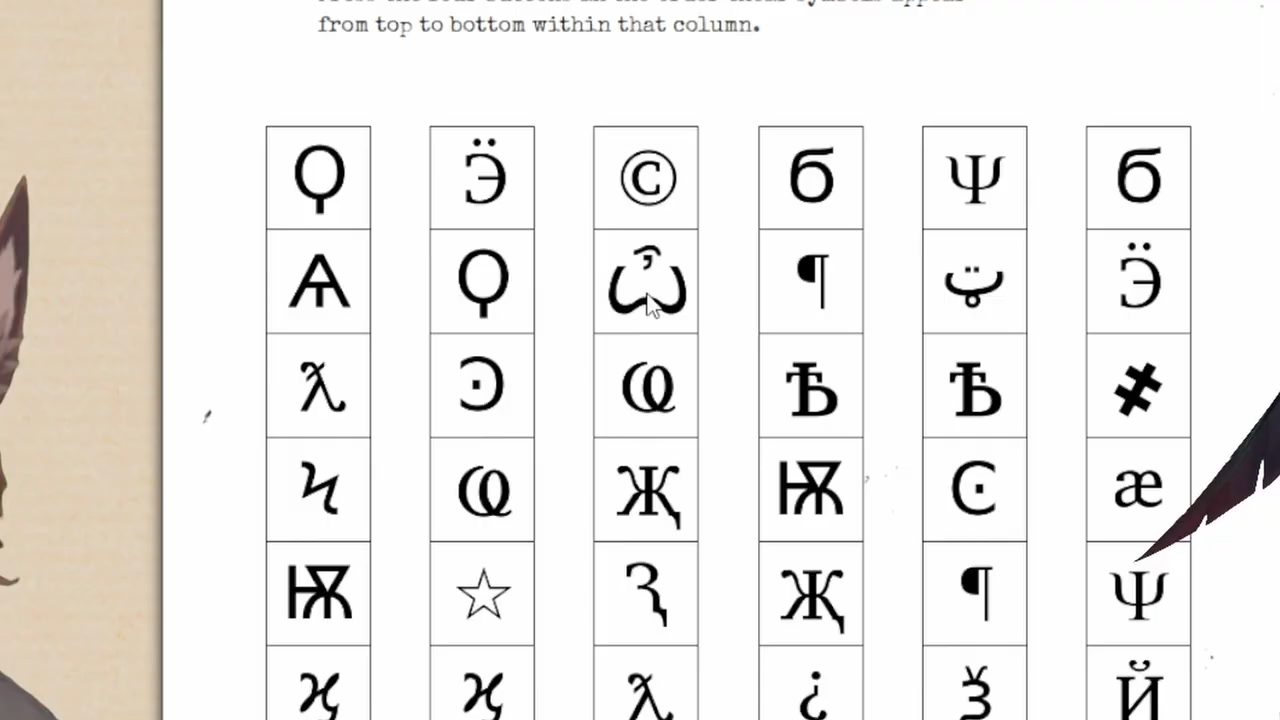 from top to bottom within that column.
Ϙ Ӭ © Ϭ Ψ Ϭ
Ѧ Ϙ Ѽ ¶ ټ Ӭ
ƛ Ͽ Ҩ Ѣ Ѣ ҂
Ϟ Ҩ Җ Ѭ Ͼ æ
Ѭ ☆ Ԇ Җ ¶ Ψ
ϗ ϗ ƛ ¿ Ѯ Ҋ